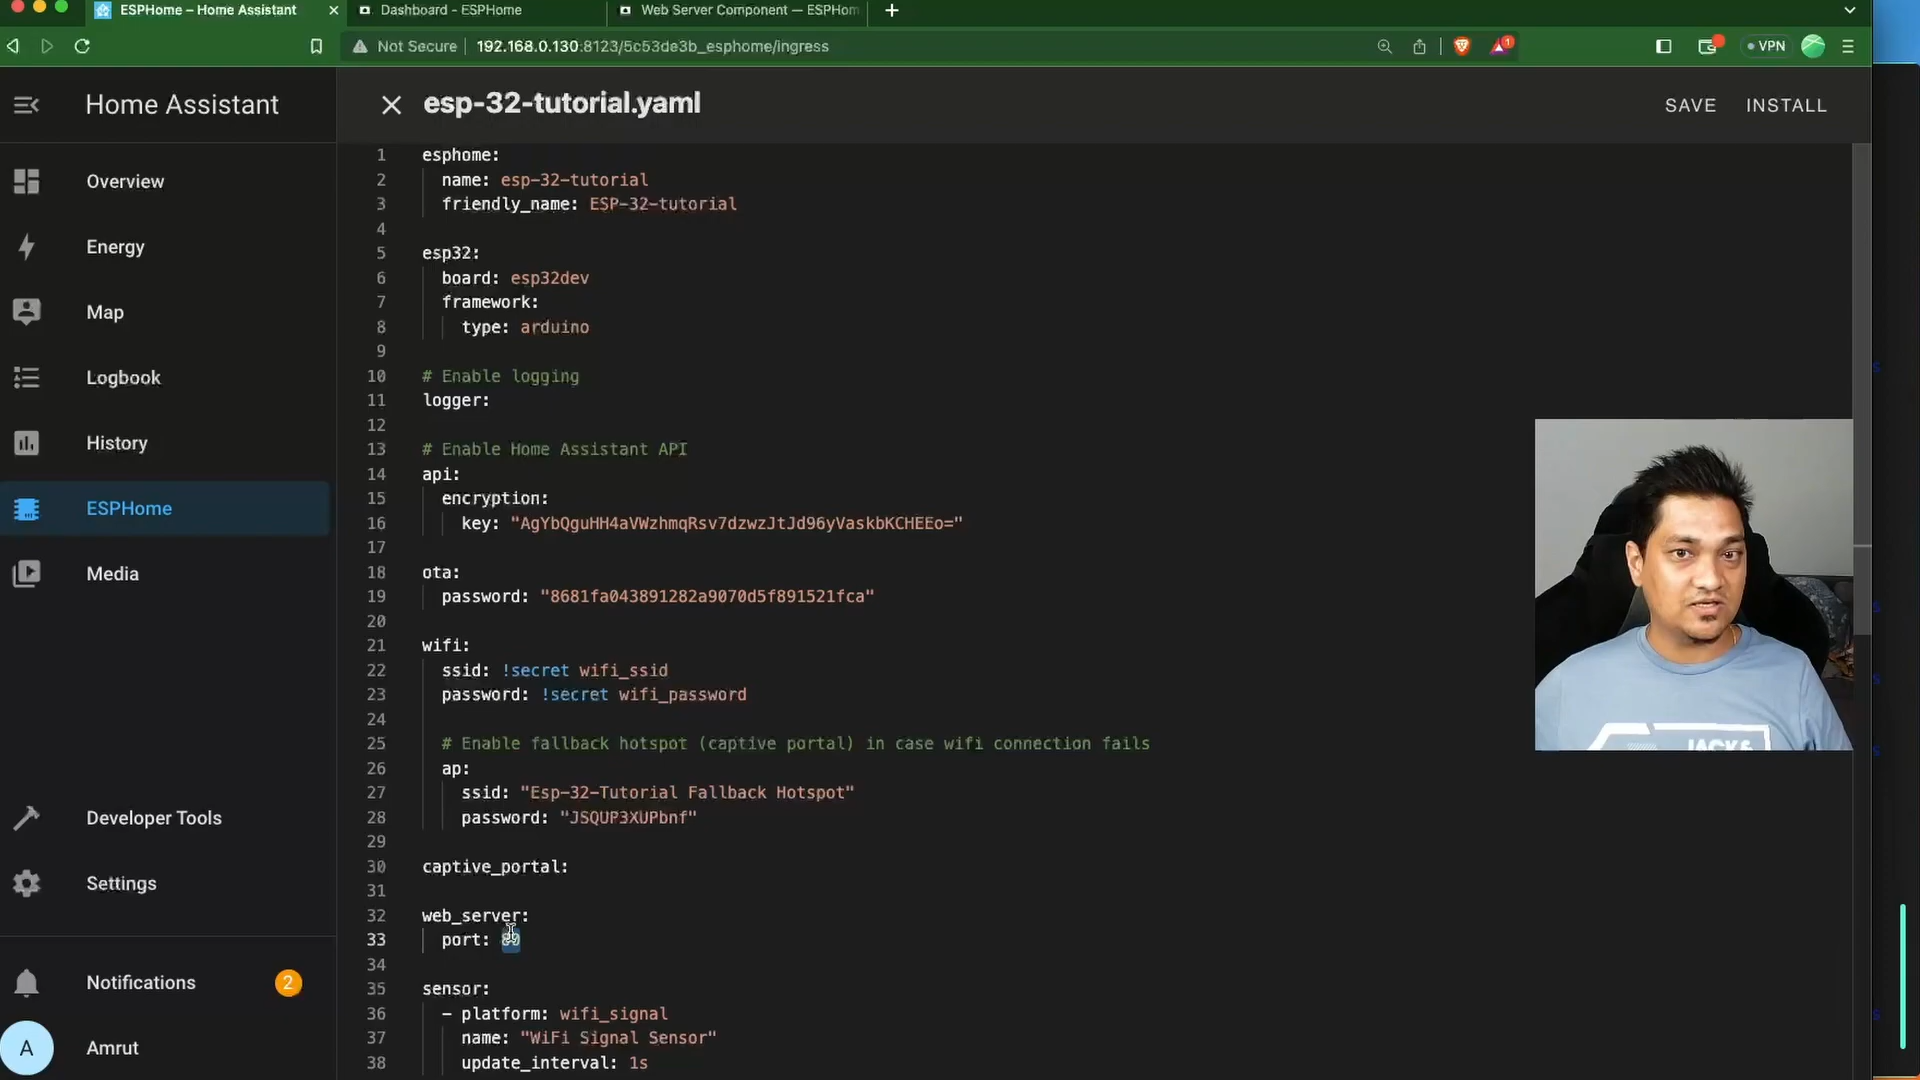 ESPHome – Home Assistant
Dashboard - ESPHome
Web Server Component — ESPHom
Not Secure
192.168.0.130:8123/5c53de3b_esphome/ingress
1
VPN
Home Assistant
esp-32-tutorial.yaml
SAVE
INSTALL
Overview
Energy
Map
Logbook
History
ESPHome
Media
Developer Tools
Settings
Notifications
2
A
Amrut
1 esphome:
2 name: esp-32-tutorial
3 friendly_name: ESP-32-tutorial
4
5 esp32:
6 board: esp32dev
7 framework:
8 type: arduino
9
10 # Enable logging
11 logger:
12
13 # Enable Home Assistant API
14 api:
15 encryption:
16 key: "AgYbQguHH4aVWzhmqRsv7dzwzJtJd96yVaskbKCHEEo="
17
18 ota:
19 password: "8681fa043891282a9070d5f891521fca"
20
21 wifi:
22 ssid: !secret wifi_ssid
23 password: !secret wifi_password
24
25 # Enable fallback hotspot (captive portal) in case wifi connection fails
26 ap:
27 ssid: "Esp-32-Tutorial Fallback Hotspot"
28 password: "JSQUP3XUPbnf"
29
30 captive_portal:
31
32 web_server:
33 port: 80
34
35 sensor:
36 - platform: wifi_signal
37 name: "WiFi Signal Sensor"
38 update_interval: 1s